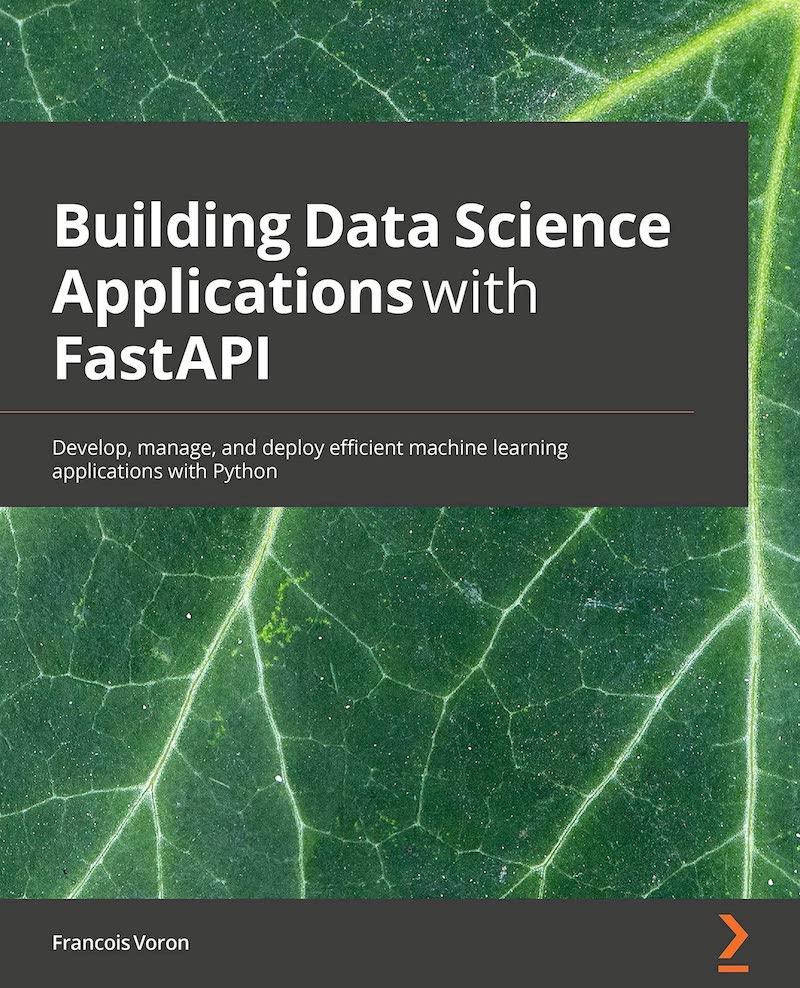 Building Data Science
Applications with
FastAPI
Develop, manage, and deploy efficient machine learning
applications with Python
Francois Voron